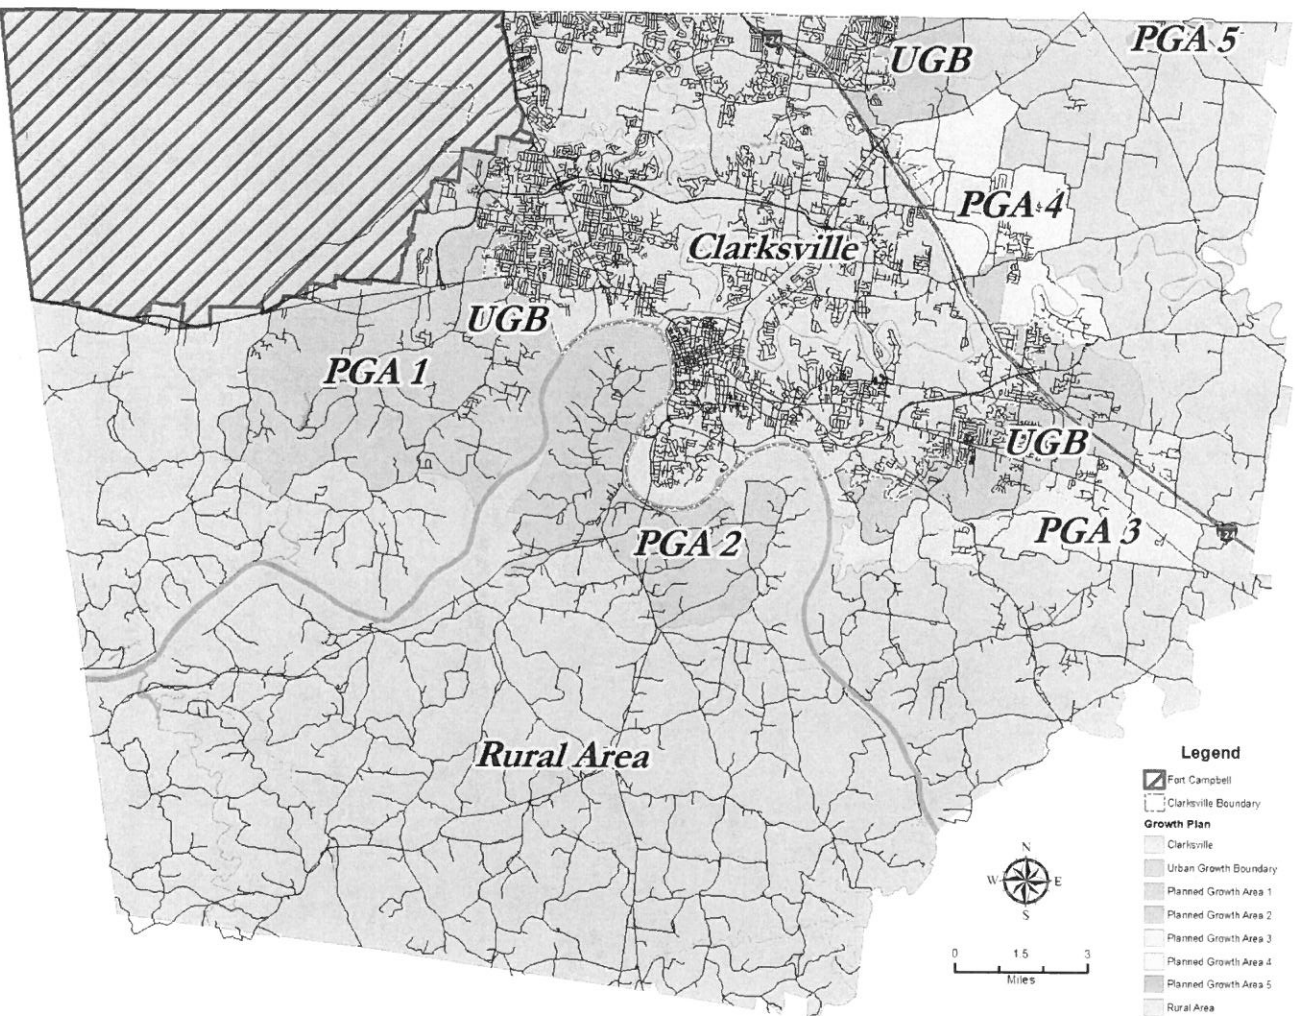 24
UGB
PGA 5
PGA 4
Clarksville
UGB
PGA 1
UGB
PGA 2
PGA 3
24
Rural Area
Legend
Fort Campbell
Clarksville Boundary
Growth Plan
Clarksville
Urban Growth Boundary
Planned Growth Area 1
Planned Growth Area 2
Planned Growth Area 3
Planned Growth Area 4
Planned Growth Area 5
Rural Area
N
W E
S
0 1.5 3
Miles